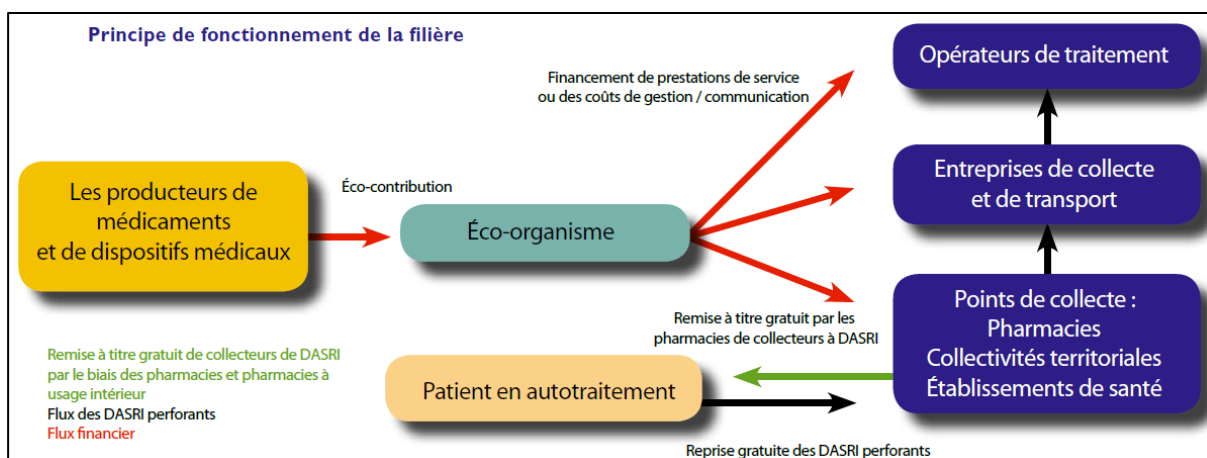 Principe de fonctionnement de la filière
Opérateurs de traitement
Financement de prestations de service
ou des coûts de gestion / communication
Les producteurs de
médicaments
et de dispositifs médicaux
Éco-contribution
Éco-organisme
Entreprises de collecte
et de transport
Points de collecte :
Pharmacies
Collectivités territoriales
Établissements de santé
Remise à titre gratuit par les
pharmacies de collecteurs à DASRI
Remise à titre gratuit de collecteurs de DASRI
par le biais des pharmacies et pharmacies à
usage intérieur
Flux des DASRI perforants
Flux financier
Patient en autotraitement
Reprise gratuite des DASRI perforants